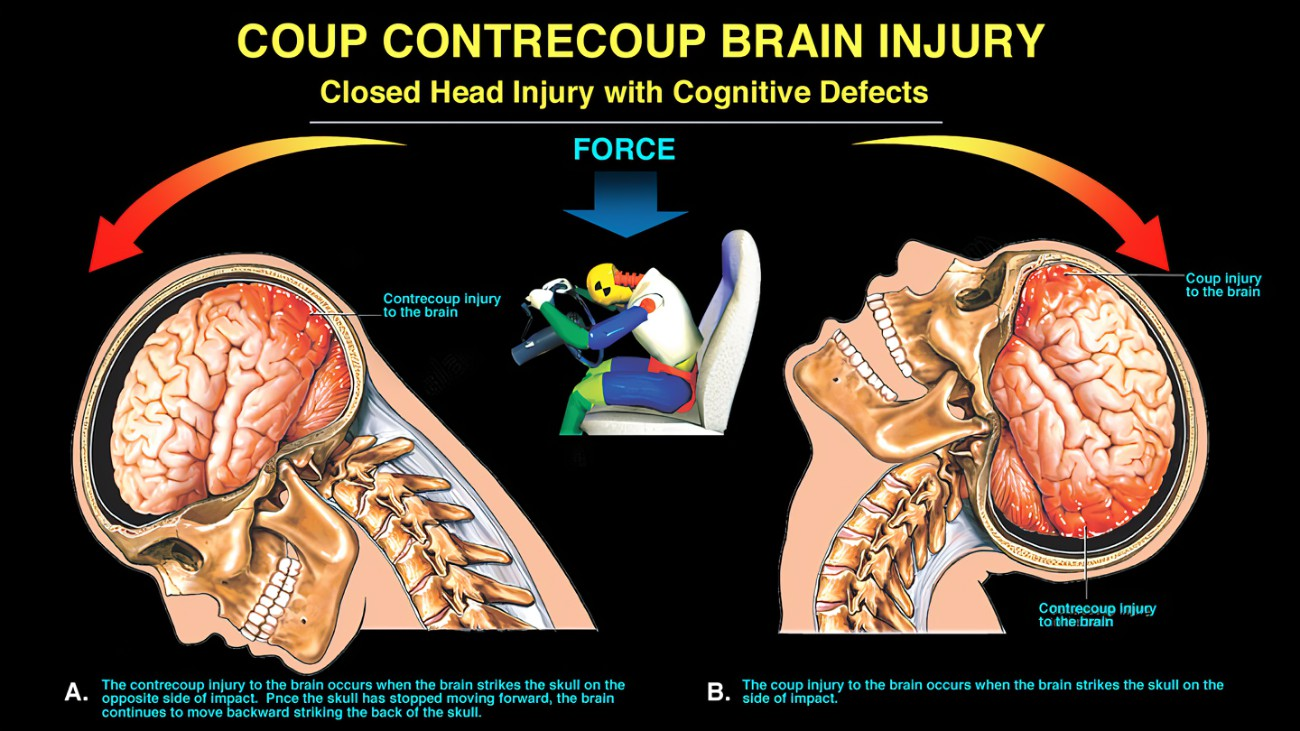 COUP CONTRECOUP BRAIN INJURY
Closed Head Injury with Cognitive Defects
FORCE
Contrecoup injury
to the brain
Coup injury
to the brain
Contrecoup injury
to the brain
A. The contrecoup injury to the brain occurs when the brain strikes the skull on the
opposite side of impact. Pnce the skull has stopped moving forward, the brain
continues to move backward striking the back of the skull.
B. The coup injury to the brain occurs when the brain strikes the skull on the
side of impact.